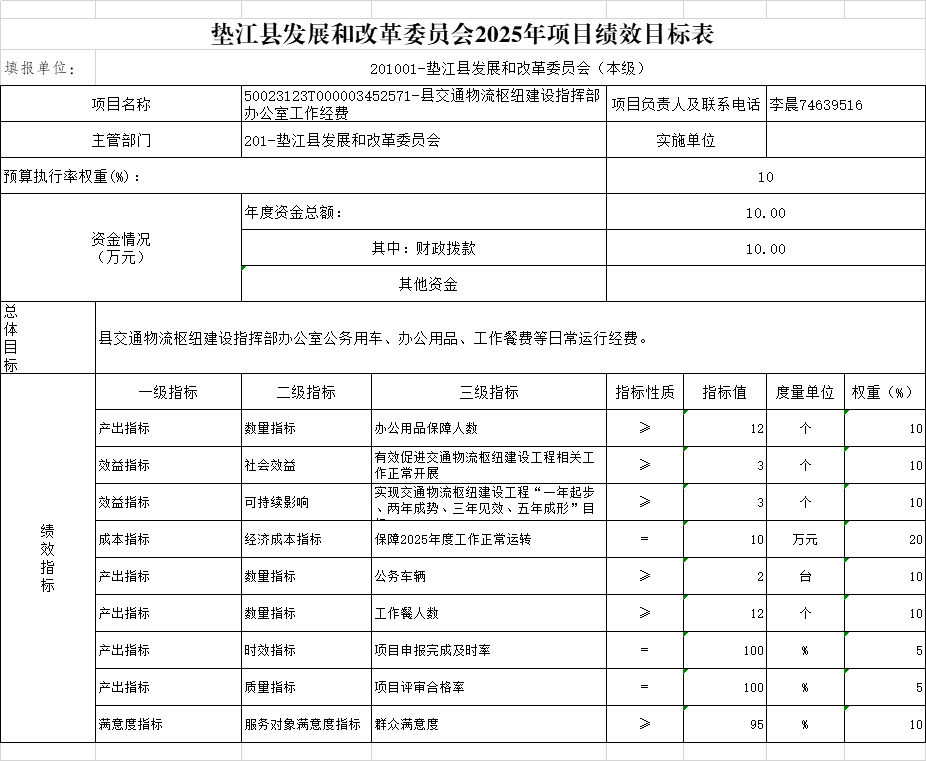 垫江县发展和改革委员会2025年项目绩效目标表
填报单位： 201001-垫江县发展和改革委员会（本级）
项目名称 50023123T000003452571-县交通物流枢纽建设指挥部办公室工作经费 项目负责人及联系电话 李晨74639516
主管部门 201-垫江县发展和改革委员会 实施单位
预算执行率权重(%)： 10
资金情况（万元） 年度资金总额： 10.00
其中：财政拨款 10.00
其他资金
总体目标 县交通物流枢纽建设指挥部办公室公务用车、办公用品、工作餐费等日常运行经费。
绩效指标 一级指标 二级指标 三级指标 指标性质 指标值 度量单位 权重（%）
产出指标 数量指标 办公用品保障人数 ≥ 12 个 10
效益指标 社会效益 有效促进交通物流枢纽建设工程相关工作正常开展 ≥ 3 个 10
效益指标 可持续影响 实现交通物流枢纽建设工程“一年起步、两年成势、三年见效、五年成形”目 ≥ 3 个 10
成本指标 经济成本指标 保障2025年度工作正常运转 = 10 万元 20
产出指标 数量指标 公务车辆 ≥ 2 台 10
产出指标 数量指标 工作餐人数 ≥ 12 个 10
产出指标 时效指标 项目申报完成及时率 = 100 % 5
产出指标 质量指标 项目评审合格率 = 100 % 5
满意度指标 服务对象满意度指标 群众满意度 ≥ 95 % 10